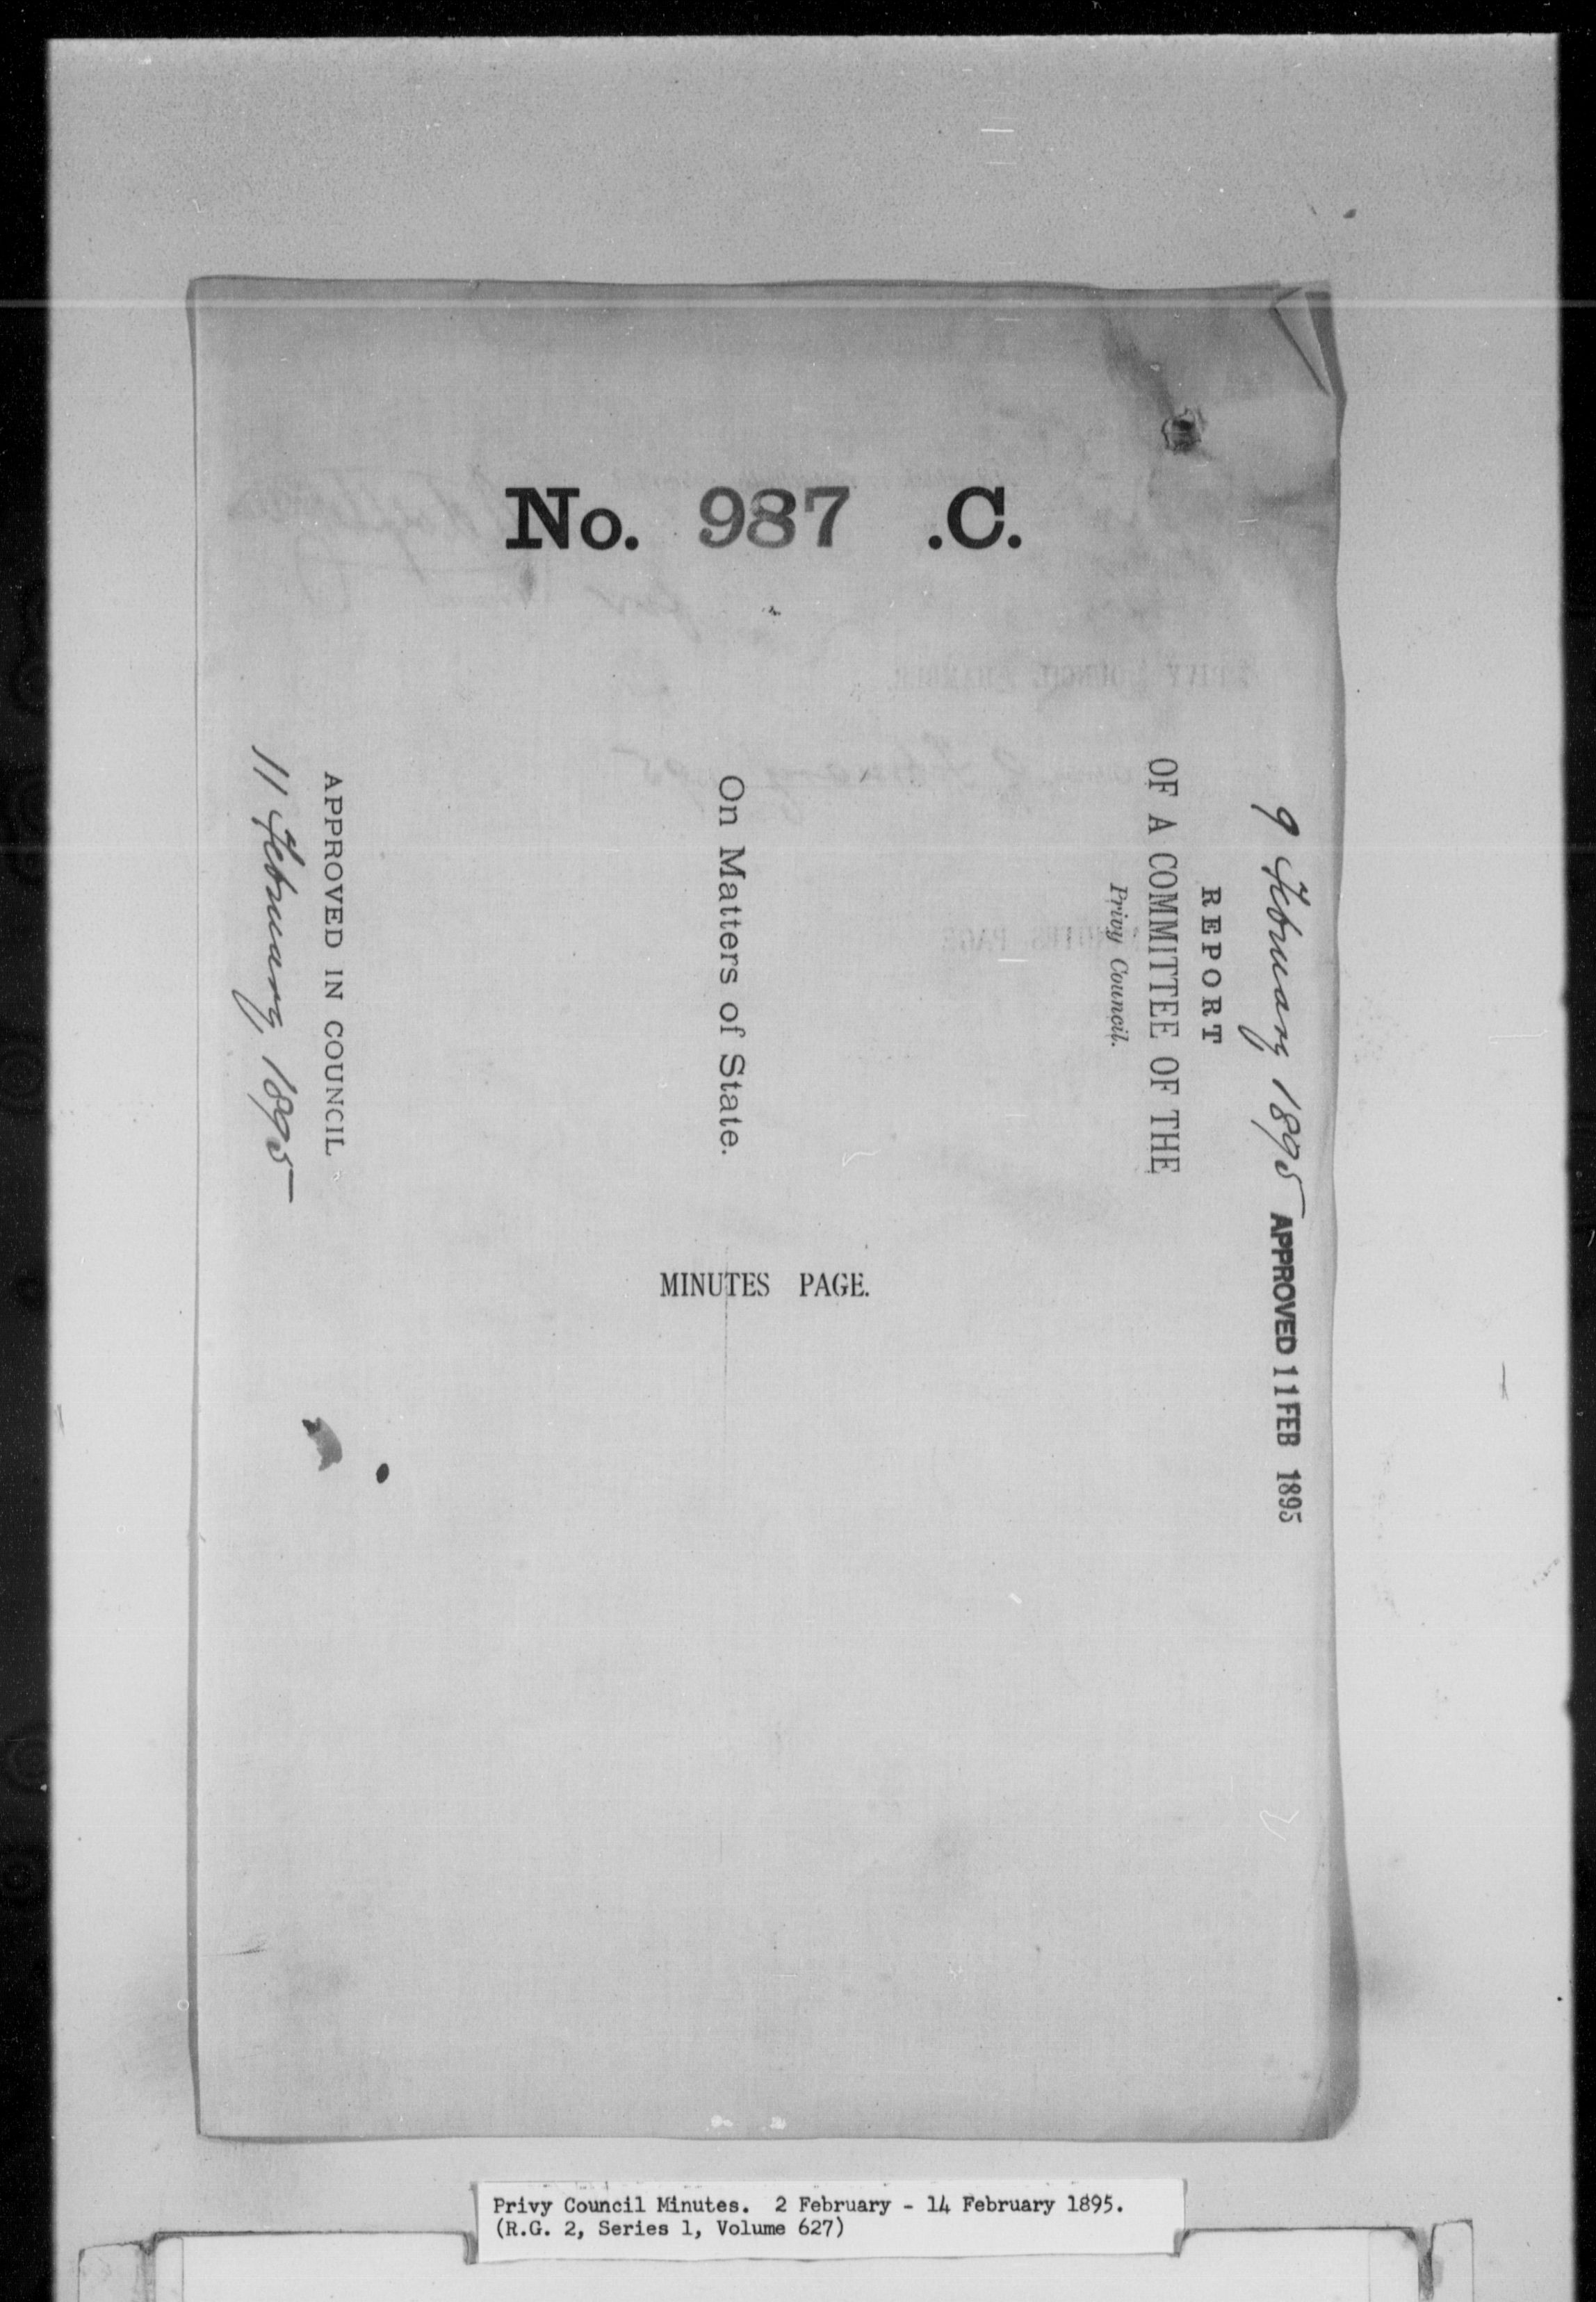 No. 987 .C.
9 February 1895
APPROVED 11 FEB 1895
REPORT
OF A COMMITTEE OF THE
Privy Council.
On Matters of State.
APPROVED IN COUNCIL
11 February, 1895
MINUTES PAGE.
Privy Council Minutes. 2 February - 14 February 1895.
(R.G. 2, Series 1, Volume 627)